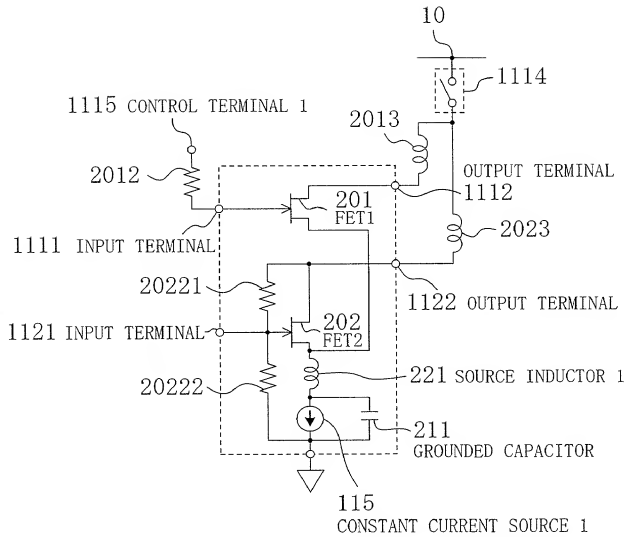 10
1114
1115 CONTROL TERMINAL 1
2013
2012
OUTPUT TERMINAL
1112
201
FET1
1111 INPUT TERMINAL
2023
20221
1122 OUTPUT TERMINAL
1121 INPUT TERMINAL
202
FET2
20222
221 SOURCE INDUCTOR 1
211
GROUNDED CAPACITOR
115
CONSTANT CURRENT SOURCE 1